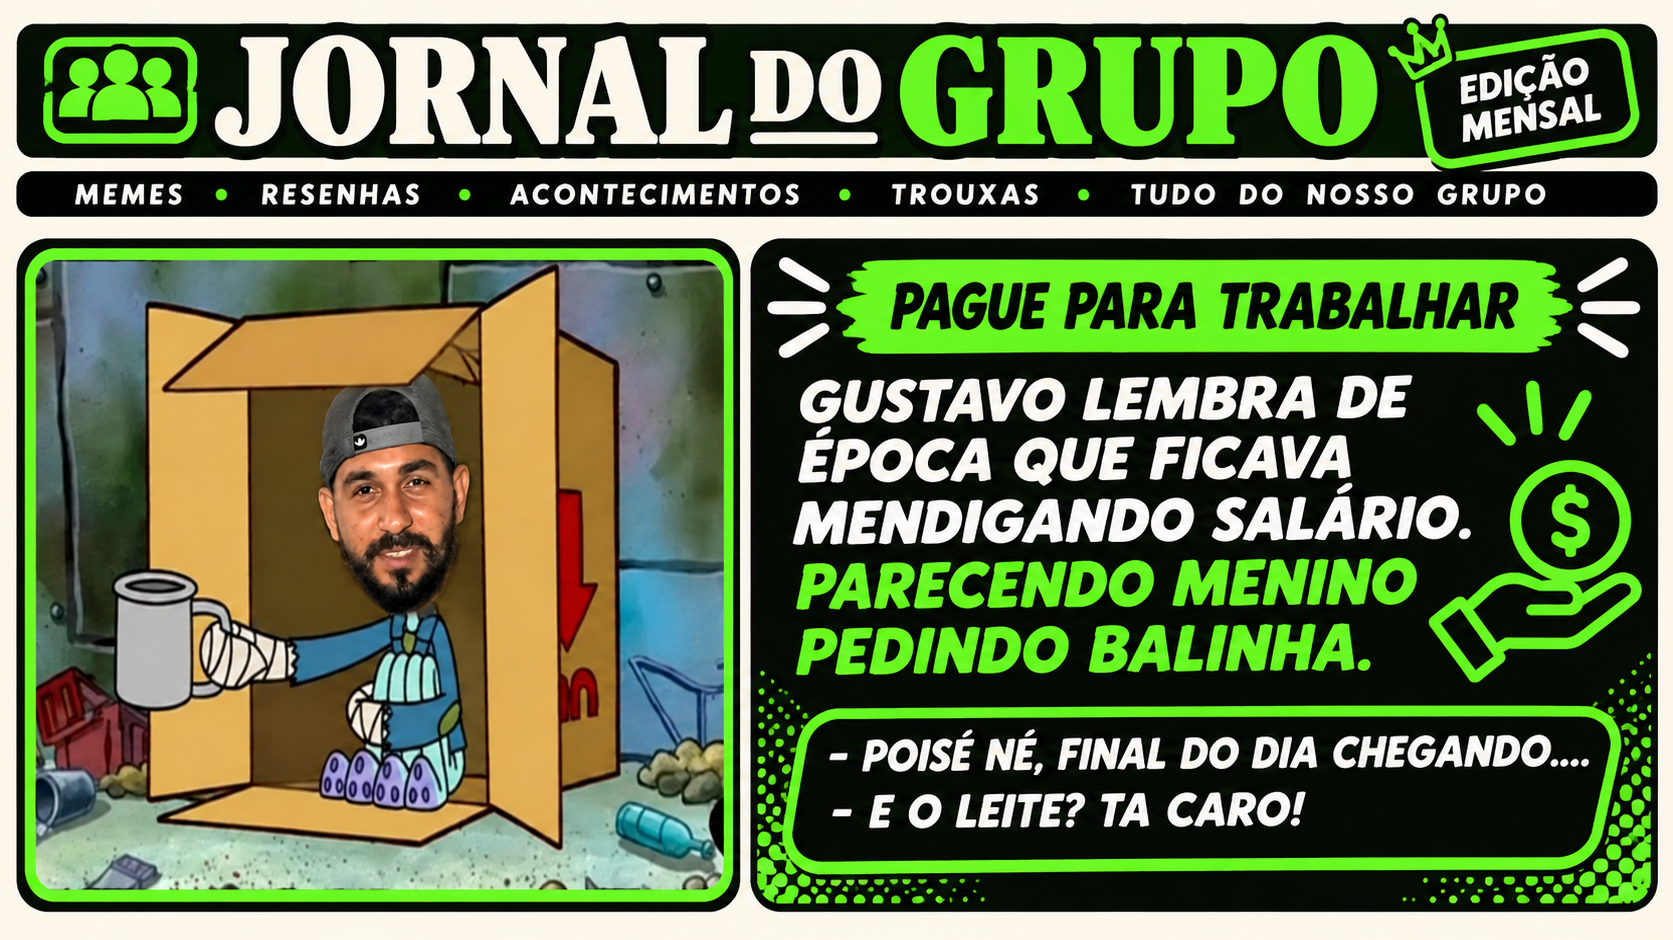 JORNAL DO GRUPO
EDIÇÃO
MENSAL
MEMES • RESENHAS • ACONTECIMENTOS • TROUXAS • TUDO DO NOSSO GRUPO
PAGUE PARA TRABALHAR
GUSTAVO LEMBRA DE
ÉPOCA QUE FICAVA
MENDIGANDO SALÁRIO.
PARECENDO MENINO
PEDINDO BALINHA.
$
- POISÉ NÉ, FINAL DO DIA CHEGANDO....
- E O LEITE? TA CARO!